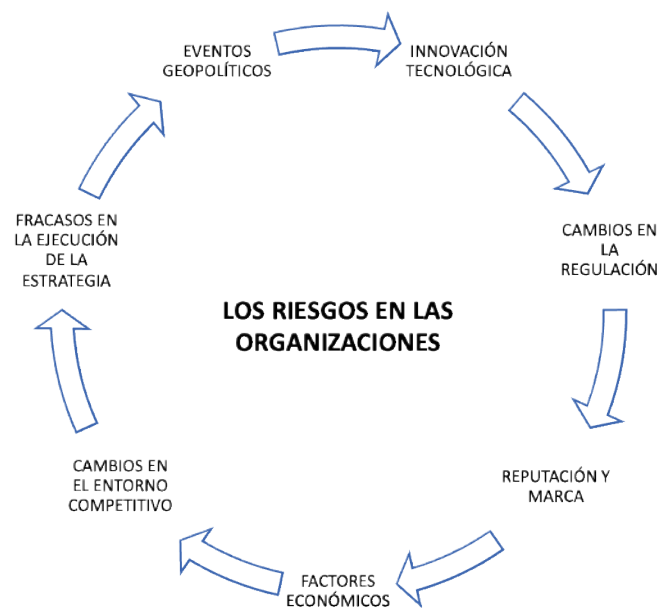 EVENTOS
GEOPOLÍTICOS
INNOVACIÓN
TECNOLÓGICA
CAMBIOS EN
LA
REGULACIÓN
REPUTACIÓN Y
MARCA
FACTORES
ECONÓMICOS
CAMBIOS EN
EL ENTORNO
COMPETITIVO
FRACASOS EN
LA EJECUCIÓN
DE LA
ESTRATEGIA
LOS RIESGOS EN LAS
ORGANIZACIONES